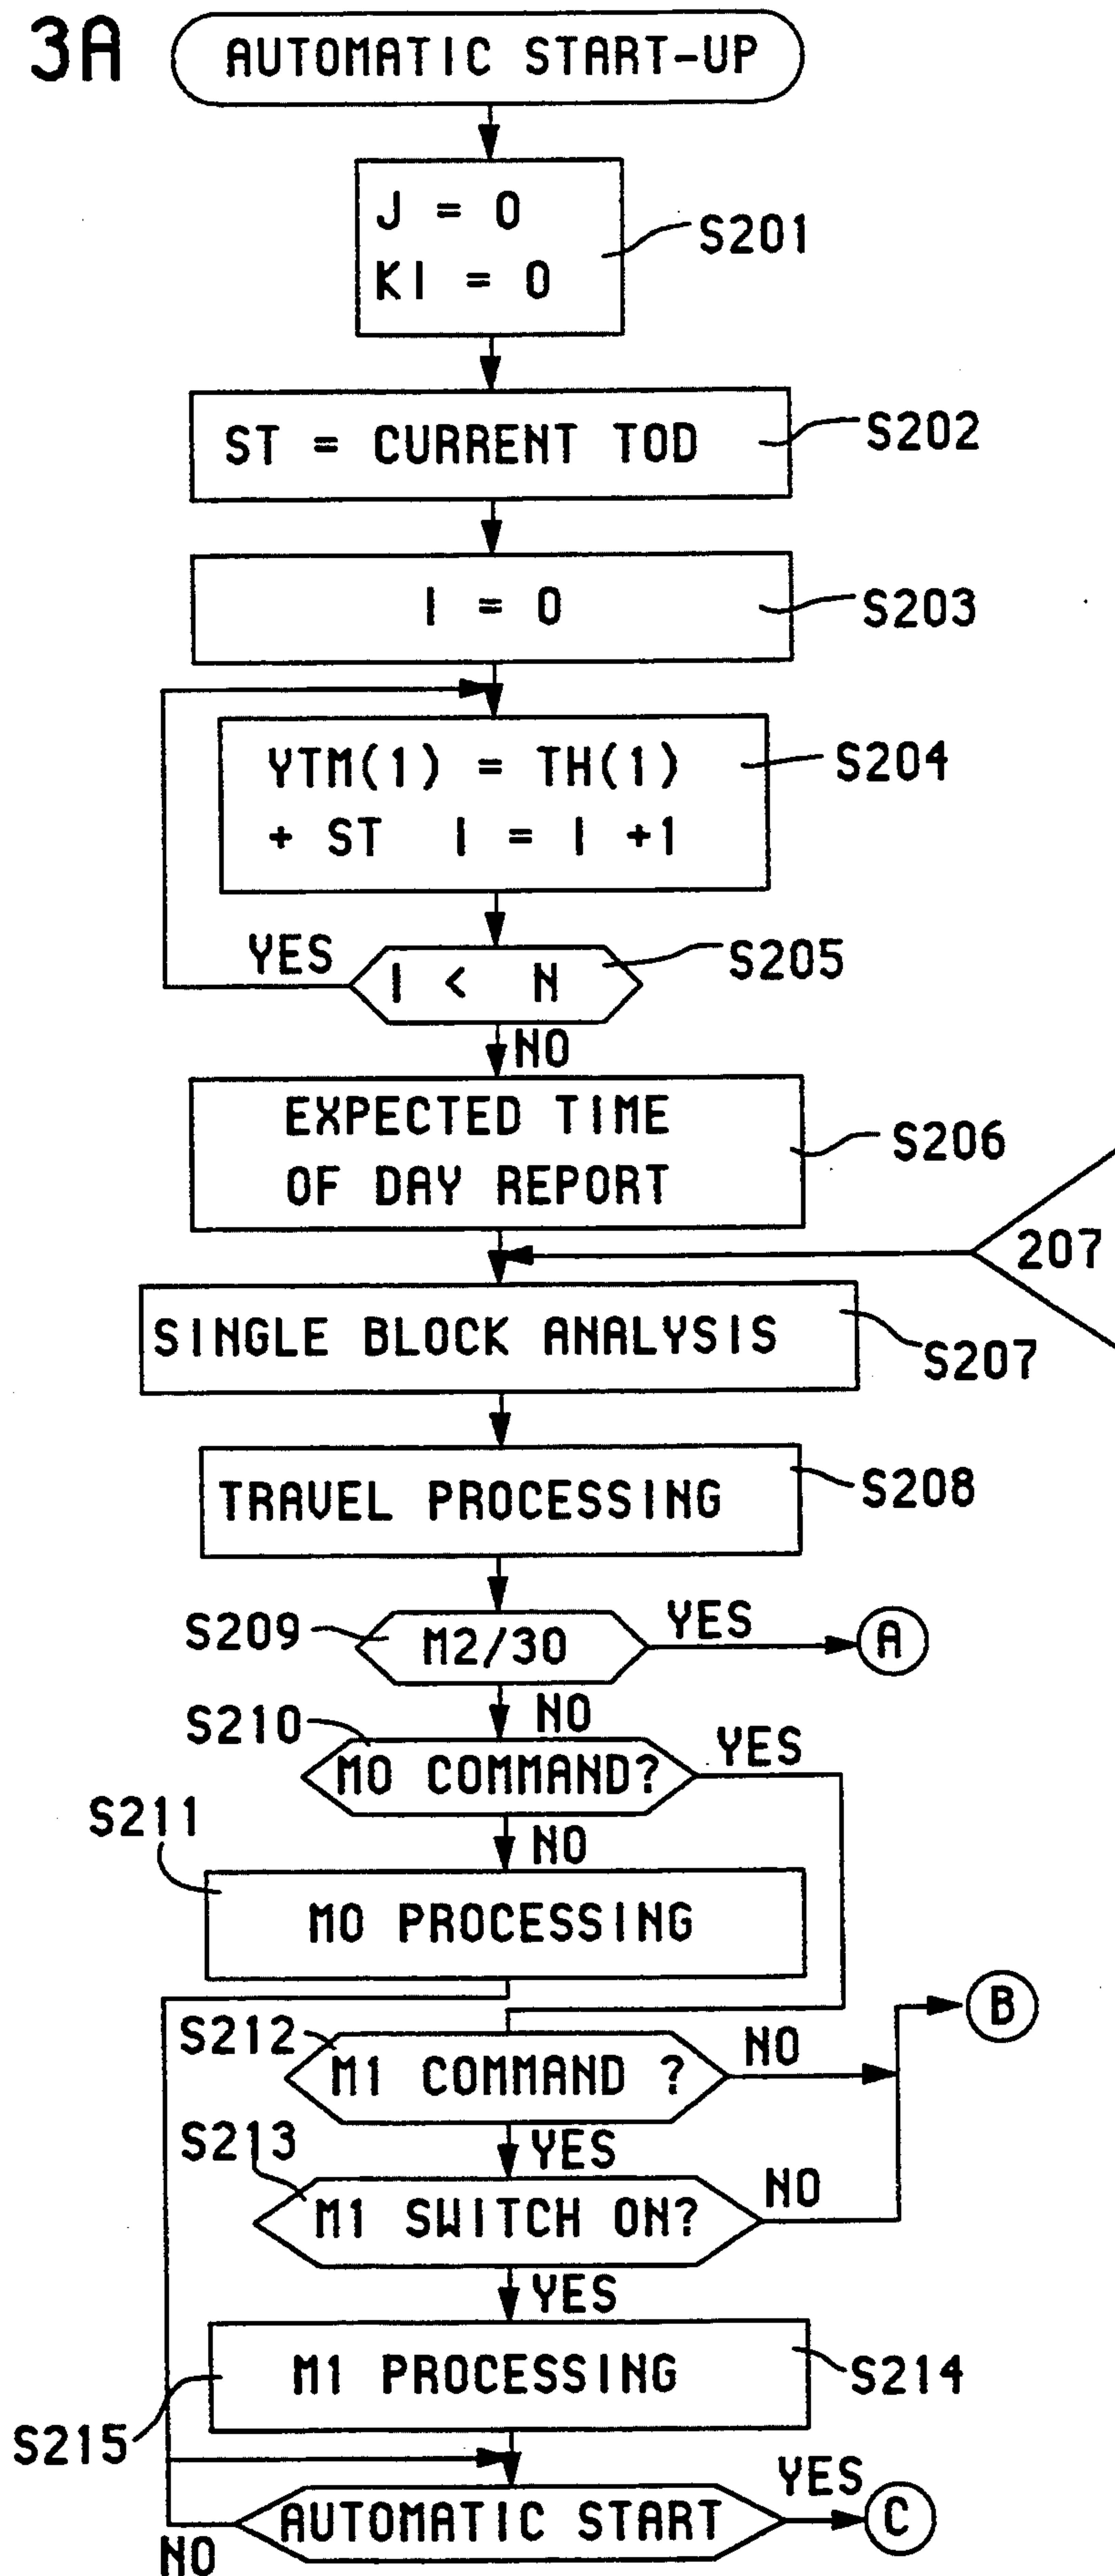 3A
AUTOMATIC START-UP
J = 0
KI = 0
S201
ST = CURRENT TOD
S202
I = 0
S203
YTM(1) = TH(1)
+ ST I = I +1
S204
YES
I < N
S205
NO
EXPECTED TIME
OF DAY REPORT
S206
207
SINGLE BLOCK ANALYSIS
S207
TRAVEL PROCESSING
S208
S209
M2/30
YES
A
NO
S210
M0 COMMAND?
YES
S211
NO
M0 PROCESSING
B
S212
M1 COMMAND ?
NO
S213
YES
M1 SWITCH ON?
NO
YES
M1 PROCESSING
S214
S215
AUTOMATIC START
YES
C
NO